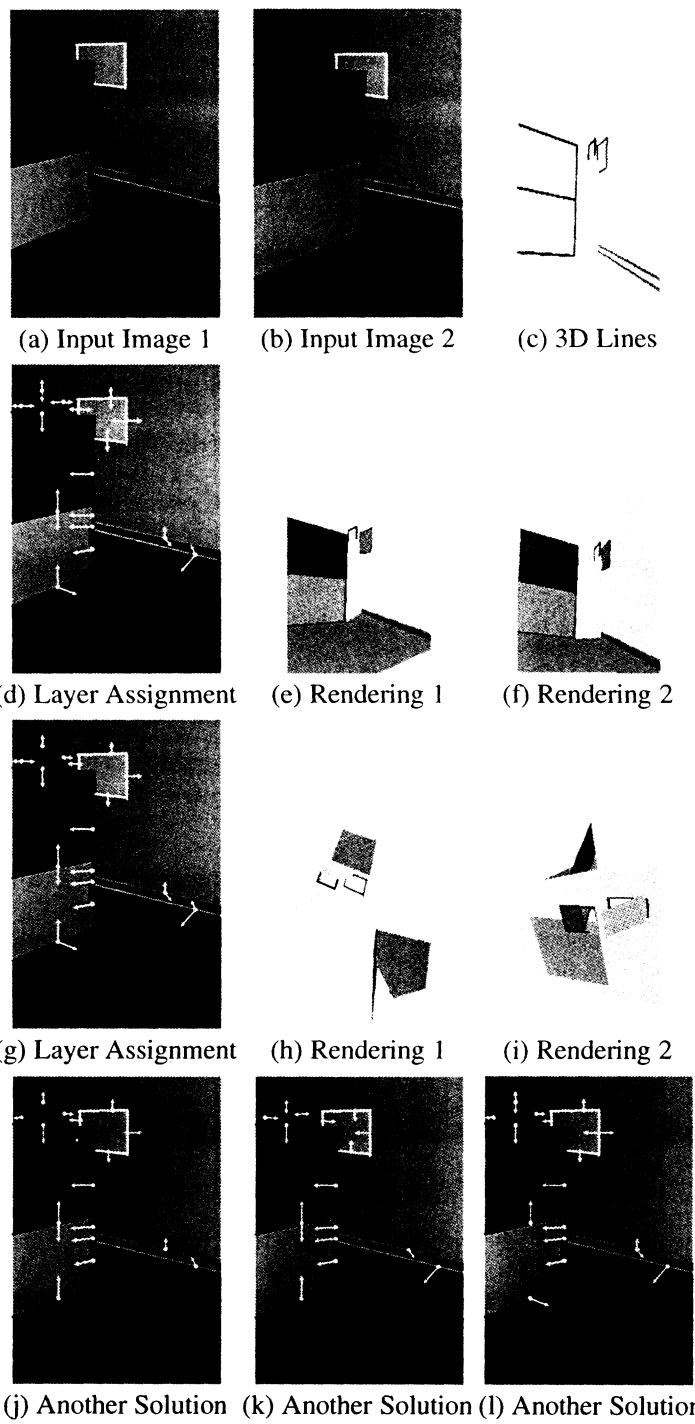 (a) Input Image 1
(b) Input Image 2
(c) 3D Lines
(d) Layer Assignment
(e) Rendering 1
(f) Rendering 2
(g) Layer Assignment
(h) Rendering 1
(i) Rendering 2
(j) Another Solution
(k) Another Solution
(l) Another Solution